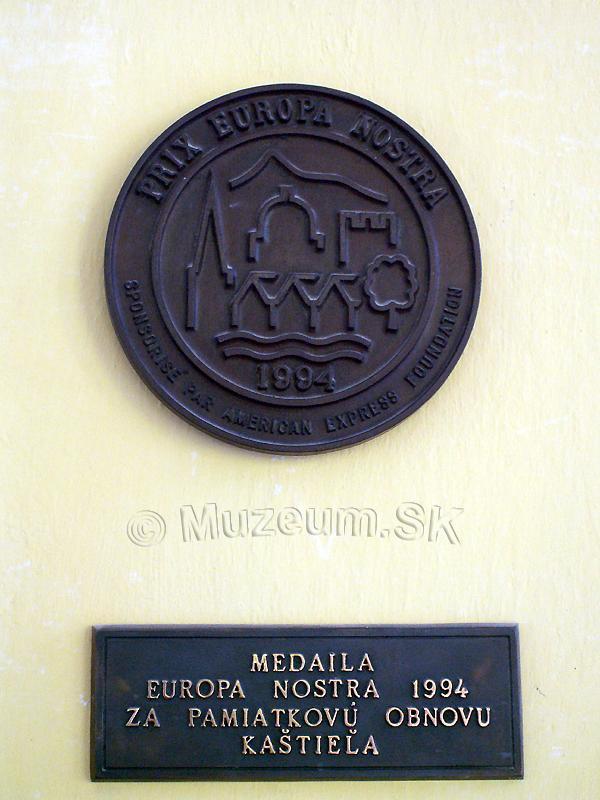 PRIX EUROPA NOSTRA
1994
SPONSORISÉ PAR AMERICAN EXPRESS FOUNDATION
© Muzeum.SK
MEDAILA
EUROPA NOSTRA 1994
ZA PAMIATKOVÚ OBNOVU
KAŠTIEĽA